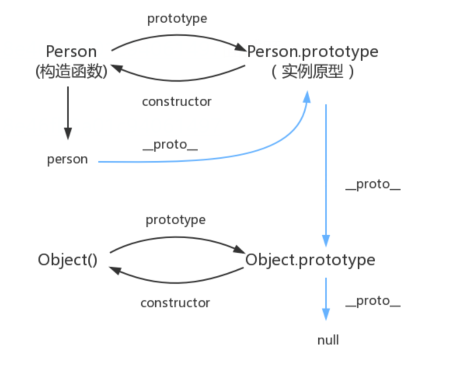 prototype
Person
(构造函数)
Person.prototype
（实例原型）
constructor
person
__proto__
__proto__
prototype
Object()
Object.prototype
constructor
__proto__
null